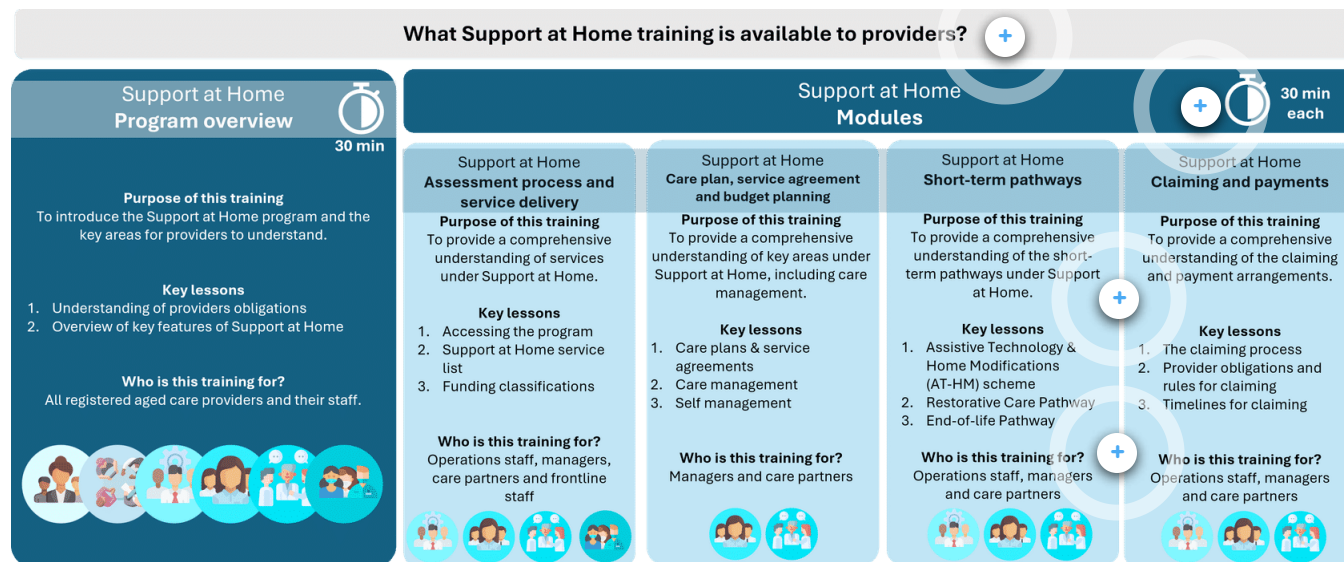 What Support at Home training is available to providers?
Support at Home
Program overview
30 min
Purpose of this training
To introduce the Support at Home program and the
key areas for providers to understand.
Key lessons
1. Understanding of providers obligations
2. Overview of key features of Support at Home
Who is this training for?
All registered aged care providers and their staff.
Support at Home
Modules
30 min
each
Support at Home
Assessment process and
service delivery
Purpose of this training
To provide a comprehensive
understanding of services
under Support at Home.
Key lessons
1. Accessing the program
2. Support at Home service
list
3. Funding classifications
Who is this training for?
Operations staff, managers,
care partners and frontline
staff
Support at Home
Care plan, service agreement
and budget planning
Purpose of this training
To provide a comprehensive
understanding of key areas under
Support at Home, including care
management.
Key lessons
1. Care plans & service
agreements
2. Care management
3. Self management
Who is this training for?
Managers and care partners
Support at Home
Short-term pathways
Purpose of this training
To provide a comprehensive
understanding of the short-
term pathways under Support
at Home.
Key lessons
1. Assistive Technology &
Home Modifications
(AT-HM) scheme
2. Restorative Care Pathway
3. End-of-life Pathway
Who is this training for?
Operations staff, managers
and care partners
Support at Home
Claiming and payments
Purpose of this training
To provide a comprehensive
understanding of the claiming
and payment arrangements.
Key lessons
1. The claiming process
2. Provider obligations and
rules for claiming
3. Timelines for claiming
Who is this training for?
Operations staff, managers
and care partners